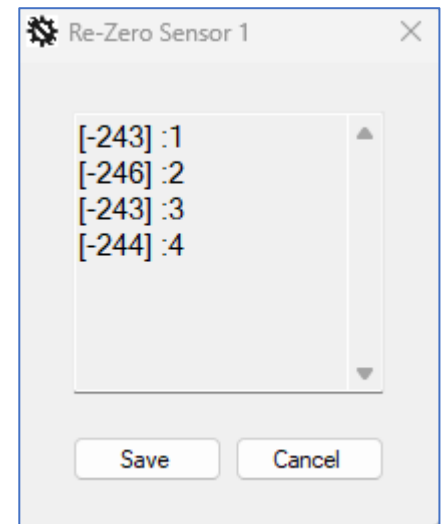 Re-Zero Sensor 1
[-243] :1
[-246] :2
[-243] :3
[-244] :4
Save Cancel